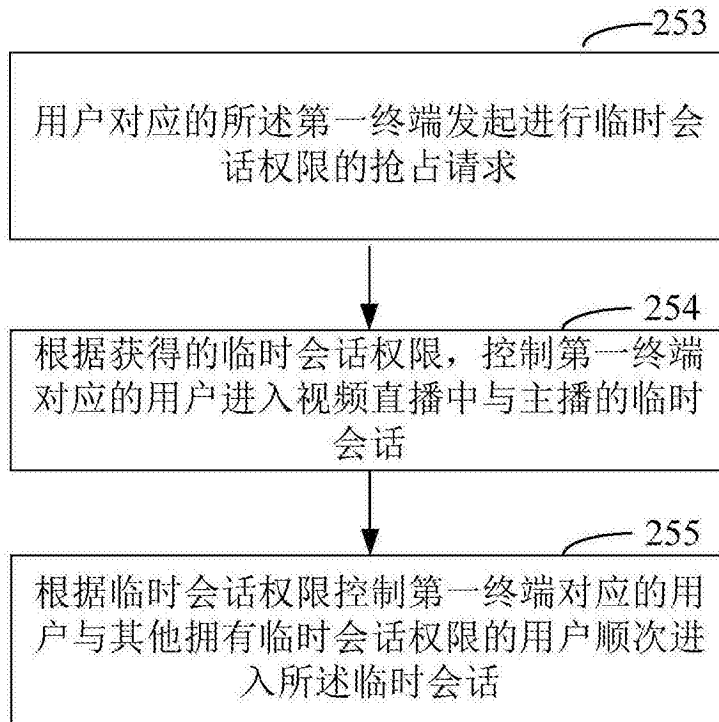 253
用户对应的所述第一终端发起进行临时会
话权限的抢占请求
254
根据获得的临时会话权限，控制第一终端
对应的用户进入视频直播中与主播的临时
会话
255
根据临时会话权限控制第一终端对应的用
户与其他拥有临时会话权限的用户顺次进
入所述临时会话